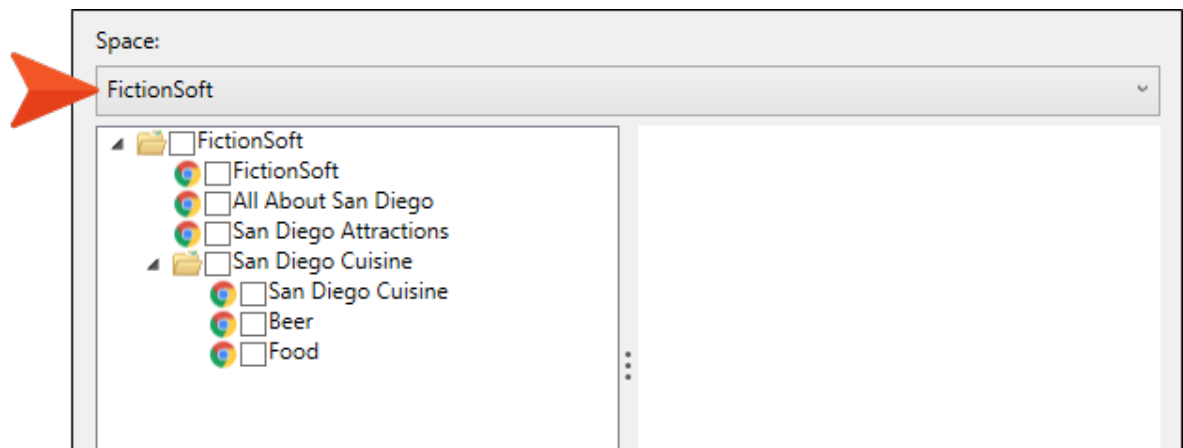 Space:
FictionSoft
FictionSoft
FictionSoft
All About San Diego
San Diego Attractions
San Diego Cuisine
San Diego Cuisine
Beer
Food